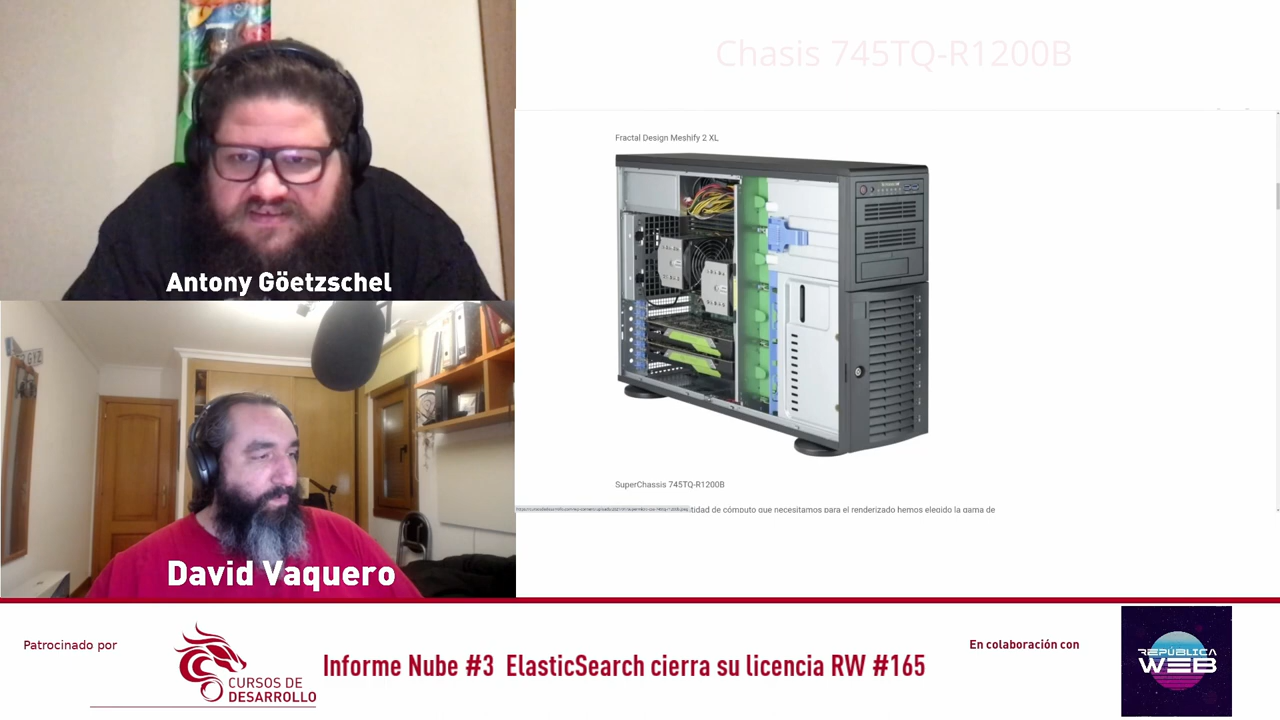 Chasis 745TQ-R1200B
Fractal Design Meshify 2 XL
SuperChassis 745TQ-R1200B
tidad de cómputo que necesitamos para el renderizado hemos elegido la gama de
Antony Göetzschel
David Vaquero
Patrocinado por
CURSOS DE
DESARROLLO
Informe Nube #3 ElasticSearch cierra su licencia RW #165
En colaboración con
REPÚBLICA
WEB